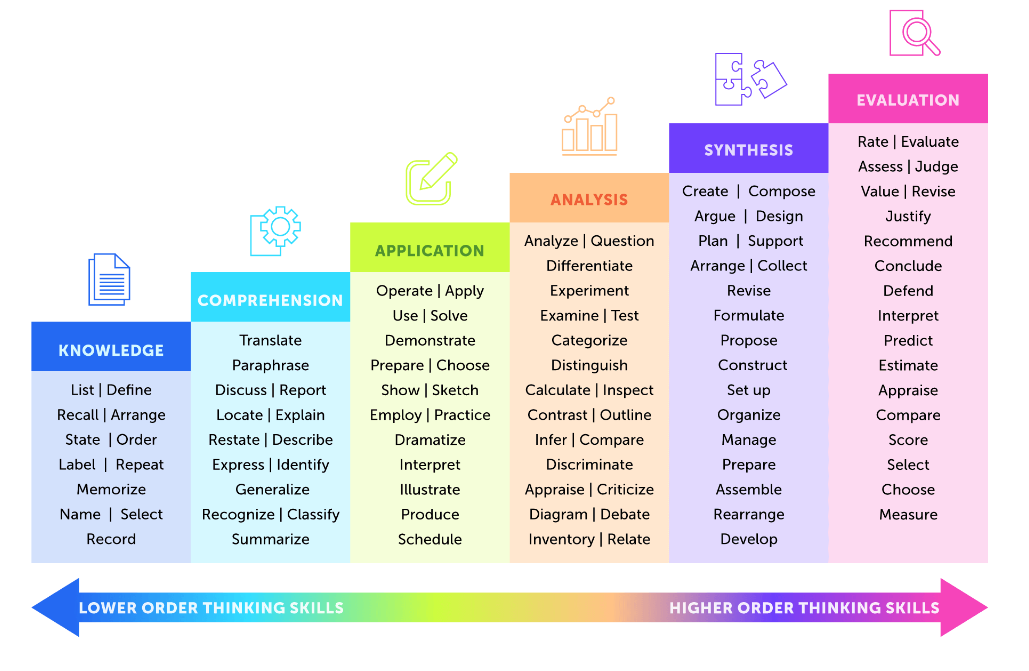 EVALUATION
Rate | Evaluate
Assess | Judge
Value | Revise
Justify
Recommend
Conclude
Defend
Interpret
Predict
Estimate
Appraise
Compare
Score
Select
Choose
Measure
SYNTHESIS
Create | Compose
Argue | Design
Plan | Support
Arrange | Collect
Revise
Formulate
Propose
Construct
Set up
Organize
Manage
Prepare
Assemble
Rearrange
Develop
ANALYSIS
Analyze | Question
Differentiate
Experiment
Examine | Test
Categorize
Distinguish
Calculate | Inspect
Contrast | Outline
Infer | Compare
Discriminate
Appraise | Criticize
Diagram | Debate
Inventory | Relate
APPLICATION
Operate | Apply
Use | Solve
Demonstrate
Prepare | Choose
Show | Sketch
Employ | Practice
Dramatize
Interpret
Illustrate
Produce
Schedule
COMPREHENSION
Translate
Paraphrase
Discuss | Report
Locate | Explain
Restate | Describe
Express | Identify
Generalize
Recognize | Classify
Summarize
KNOWLEDGE
List | Define
Recall | Arrange
State | Order
Label | Repeat
Memorize
Name | Select
Record
LOWER ORDER THINKING SKILLS
HIGHER ORDER THINKING SKILLS